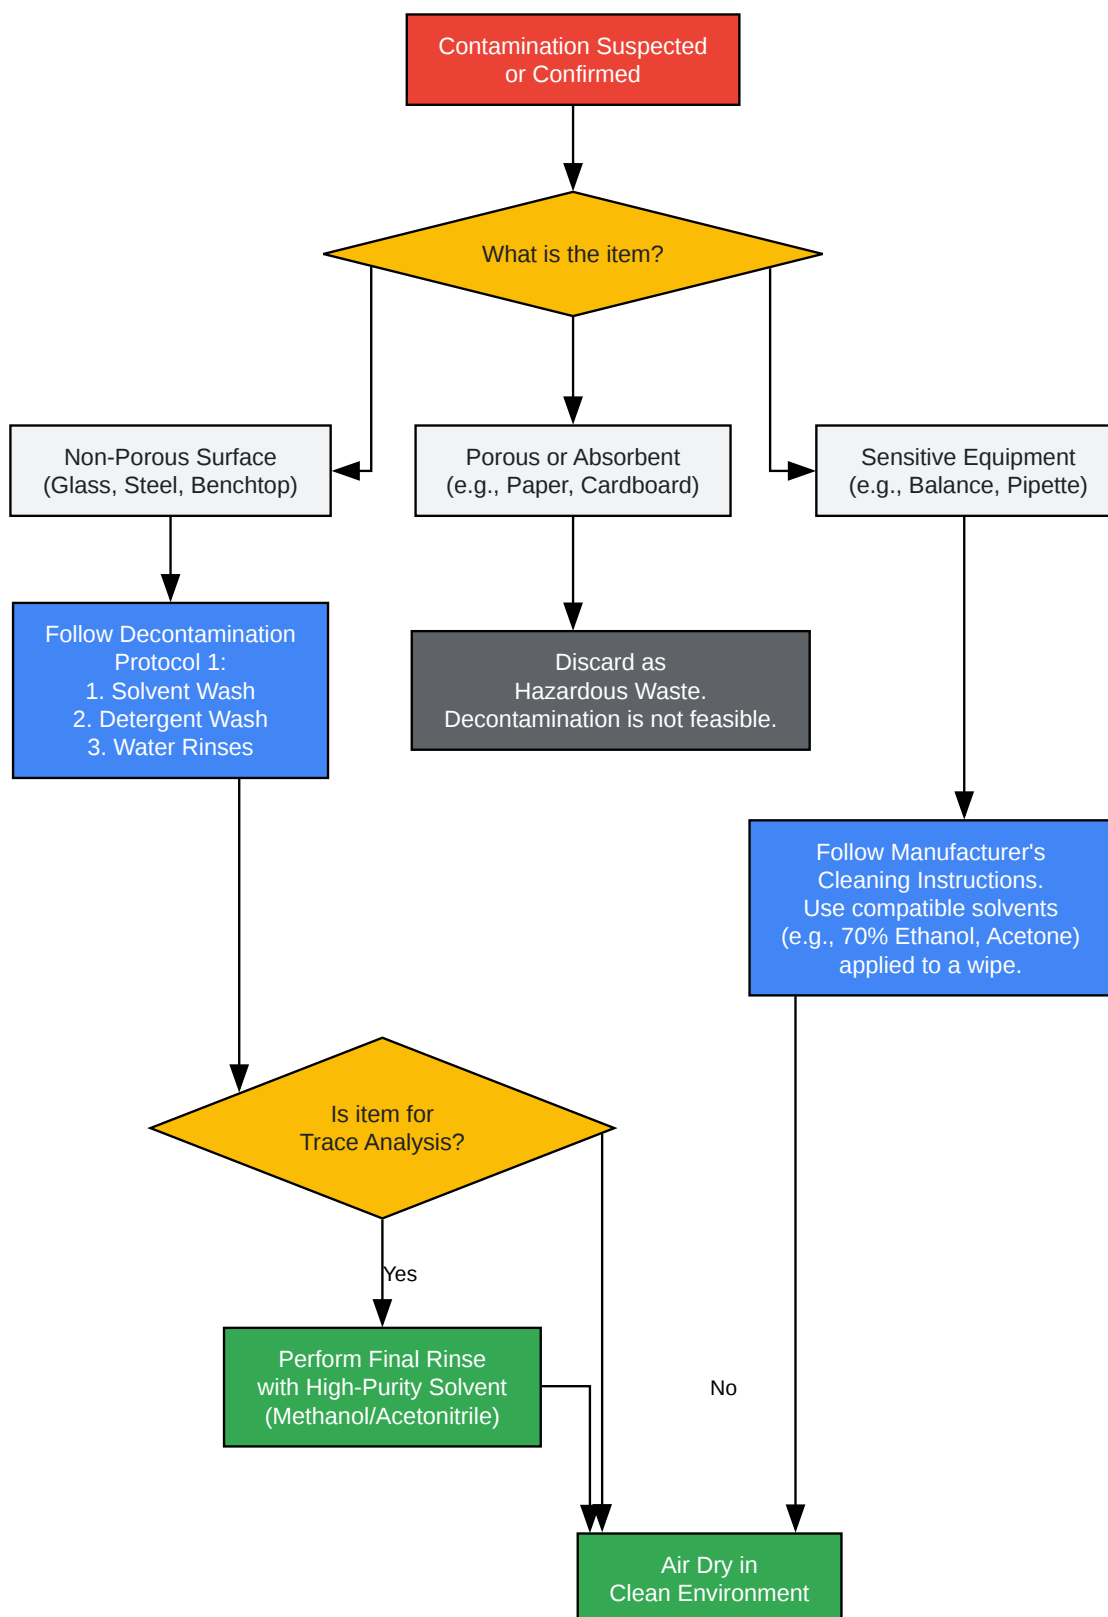 Contamination Suspected
or Confirmed
What is the item?
Non-Porous Surface
(Glass, Steel, Benchtop)
Porous or Absorbent
(e.g., Paper, Cardboard)
Sensitive Equipment
(e.g., Balance, Pipette)
Follow Decontamination
Protocol 1:
1. Solvent Wash
2. Detergent Wash
3. Water Rinses
Discard as
Hazardous Waste.
Decontamination is not feasible.
Follow Manufacturer's
Cleaning Instructions.
Use compatible solvents
(e.g., 70% Ethanol, Acetone)
applied to a wipe.
Is item for
Trace Analysis?
Yes
Perform Final Rinse
with High-Purity Solvent
(Methanol/Acetonitrile)
No
Air Dry in
Clean Environment